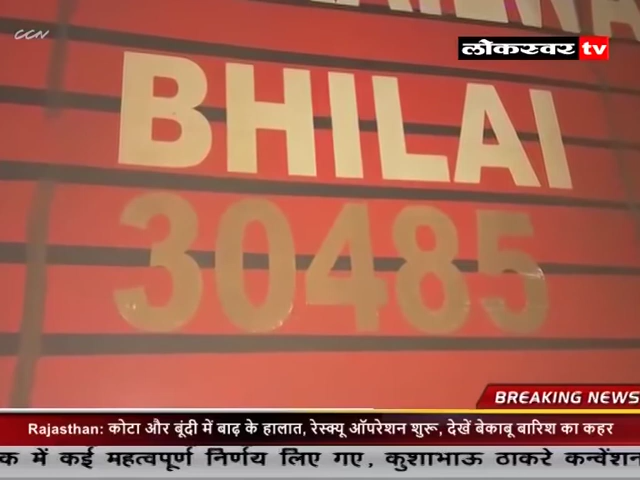 CCN
लोकस्वर tv
BHILAI
30485
BREAKING NEWS
Rajasthan: कोटा और बूंदी में बाढ़ के हालात, रेस्क्यू ऑपरेशन शुरू, देखें बेकाबू बारिश का कहर
क में कई महत्वपूर्ण निर्णय लिए गए, कुशाभाऊ ठाकरे कन्वेंशन